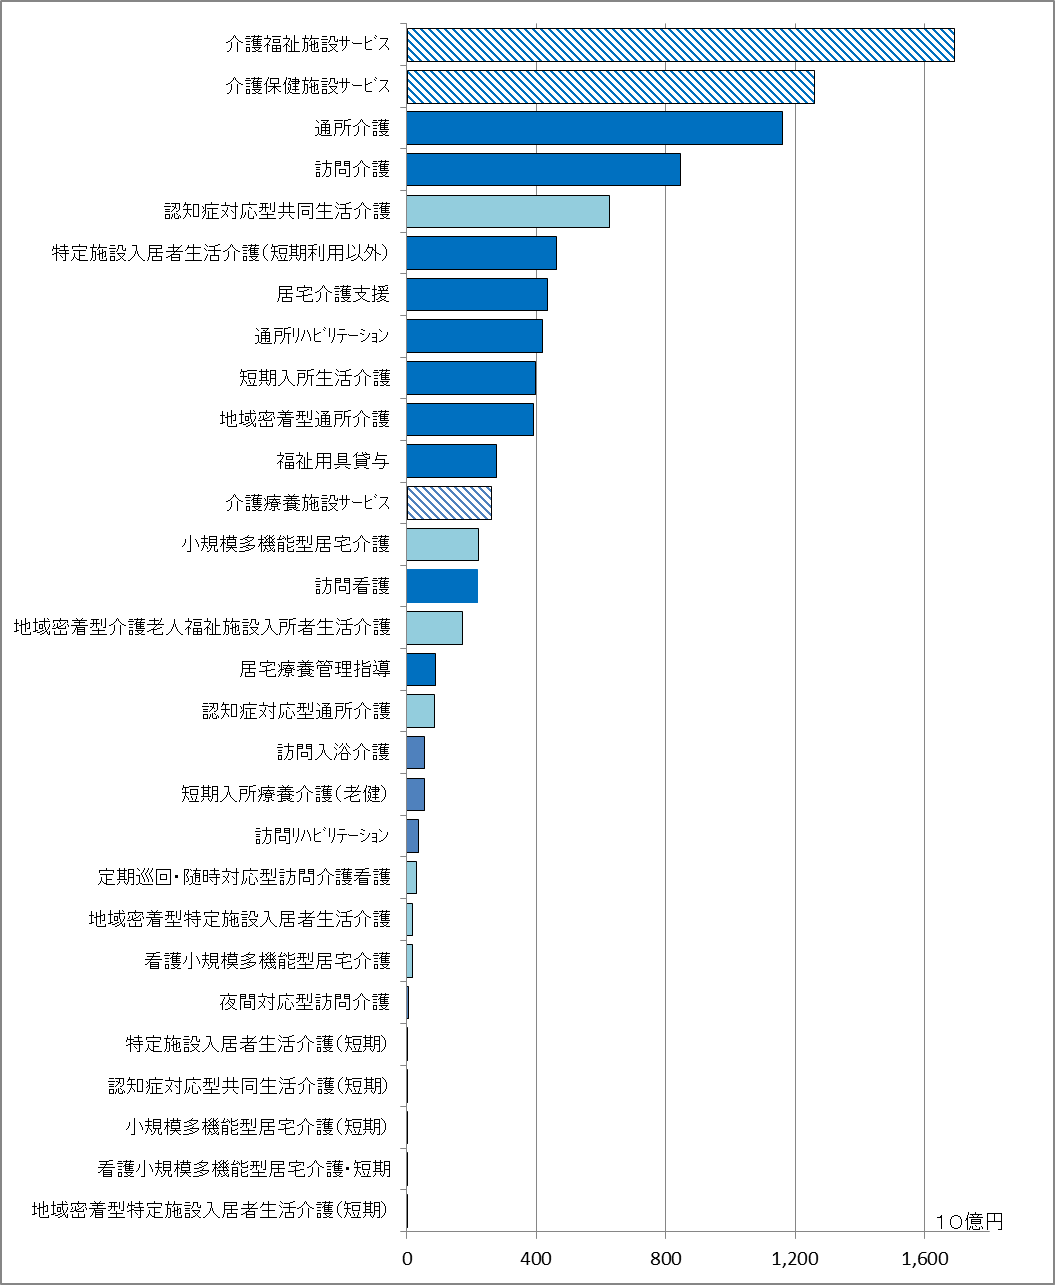 介護福祉施設ｻｰﾋﾞｽ
介護保健施設ｻｰﾋﾞｽ
通所介護
訪問介護
認知症対応型共同生活介護
特定施設入居者生活介護（短期利用以外）
居宅介護支援
通所ﾘﾊﾋﾞﾘﾃｰｼｮﾝ
短期入所生活介護
地域密着型通所介護
福祉用具貸与
介護療養施設ｻｰﾋﾞｽ
小規模多機能型居宅介護
訪問看護
地域密着型介護老人福祉施設入所者生活介護
居宅療養管理指導
認知症対応型通所介護
訪問入浴介護
短期入所療養介護（老健）
訪問ﾘﾊﾋﾞﾘﾃｰｼｮﾝ
定期巡回・随時対応型訪問介護看護
地域密着型特定施設入居者生活介護
看護小規模多機能型居宅介護
夜間対応型訪問介護
特定施設入居者生活介護（短期）
認知症対応型共同生活介護（短期）
小規模多機能型居宅介護（短期）
看護小規模多機能型居宅介護・短期
地域密着型特定施設入居者生活介護（短期）
１０億円
0 400 800 1,200 1,600